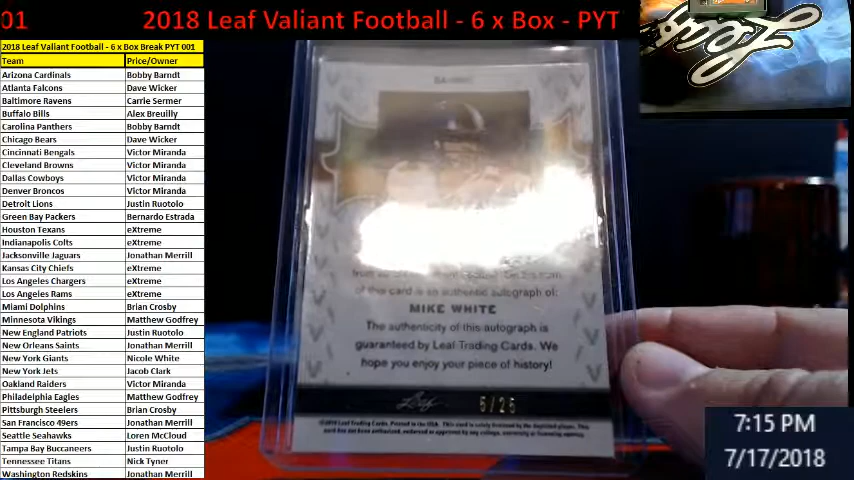 01 2018 Leaf Valiant Football - 6 x Box - PYT
2018 Leaf Valiant Football - 6 x Box Break PYT 001
Team Price/Owner
Arizona Cardinals Bobby Barndt
Atlanta Falcons Dave Wicker
Baltimore Ravens Carrie Sermer
Buffalo Bills Alex Breuilly
Carolina Panthers Bobby Barndt
Chicago Bears Dave Wicker
Cincinnati Bengals Victor Miranda
Cleveland Browns Victor Miranda
Dallas Cowboys Victor Miranda
Denver Broncos Victor Miranda
Detroit Lions Justin Ruotolo
Green Bay Packers Bernardo Estrada
Houston Texans eXtreme
Indianapolis Colts eXtreme
Jacksonville Jaguars Jonathan Merrill
Kansas City Chiefs eXtreme
Los Angeles Chargers eXtreme
Los Angeles Rams eXtreme
Miami Dolphins Brian Crosby
Minnesota Vikings Matthew Godfrey
New England Patriots Justin Ruotolo
New Orleans Saints Jonathan Merrill
New York Giants Nicole White
New York Jets Jacob Clark
Oakland Raiders Victor Miranda
Philadelphia Eagles Matthew Godfrey
Pittsburgh Steelers Brian Crosby
San Francisco 49ers Jonathan Merrill
Seattle Seahawks Loren McCloud
Tampa Bay Buccaneers Justin Ruotolo
Tennessee Titans Nick Tyner
Washington Redskins Jonathan Merrill
of this card is an authentic autograph of:
MIKE WHITE
The authenticity of this autograph is
guaranteed by Leaf Trading Cards. We
hope you enjoy your piece of history!
Leaf 5/25
Leaf
7:15 PM
7/17/2018